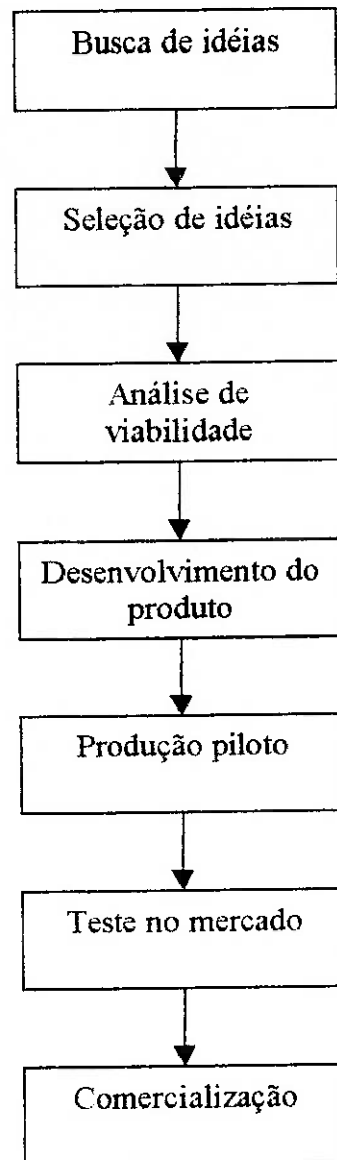 Busca de idéias
Seleção de idéias
Análise de
viabilidade
Desenvolvimento do
produto
Produção piloto
Teste no mercado
Comercialização